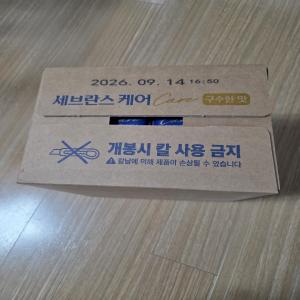 2026. 09. 14 16:50
세브란스 케어 Care 구수한 맛
개봉시 칼 사용 금지
칼날에 의해 제품이 손상될 수 있습니다